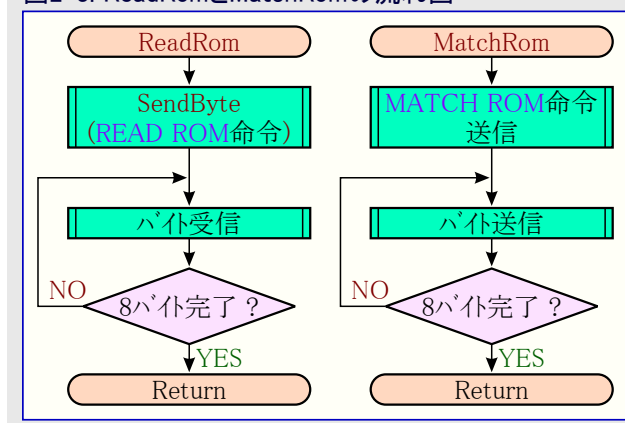 ReadRom
SendByte
(READ ROM命令)
バイト受信
8バイト完了 ?
NO
YES
Return
MatchRom
MATCH ROM命令
送信
バイト送信
8バイト完了 ?
NO
YES
Return